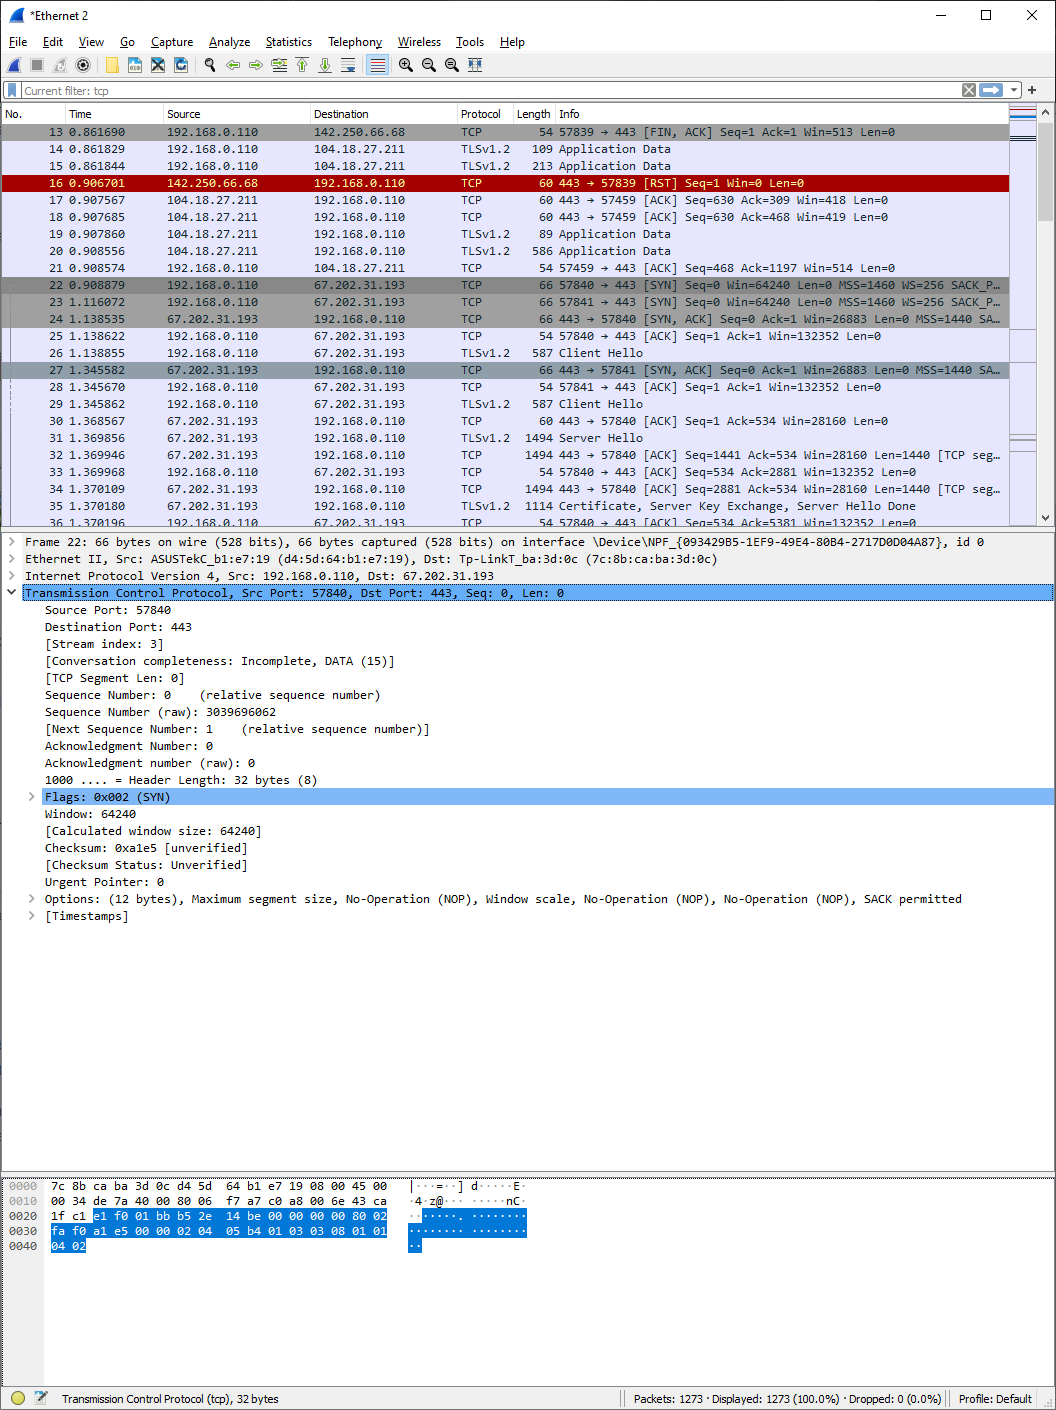 *Ethernet 2
File Edit View Go Capture Analyze Statistics Telephony Wireless Tools Help
Current filter: tcp
No. Time Source Destination Protocol Length Info
13 0.861690 192.168.0.110 142.250.66.68 TCP 54 57839 → 443 [FIN, ACK] Seq=1 Ack=1 Win=513 Len=0
14 0.861829 192.168.0.110 104.18.27.211 TLSv1.2 109 Application Data
15 0.861844 192.168.0.110 104.18.27.211 TLSv1.2 213 Application Data
16 0.906701 142.250.66.68 192.168.0.110 TCP 60 443 → 57839 [RST] Seq=1 Win=0 Len=0
17 0.907567 104.18.27.211 192.168.0.110 TCP 60 443 → 57459 [ACK] Seq=630 Ack=309 Win=418 Len=0
18 0.907685 104.18.27.211 192.168.0.110 TCP 60 443 → 57459 [ACK] Seq=630 Ack=468 Win=419 Len=0
19 0.907860 104.18.27.211 192.168.0.110 TLSv1.2 89 Application Data
20 0.908556 104.18.27.211 192.168.0.110 TLSv1.2 586 Application Data
21 0.908574 192.168.0.110 104.18.27.211 TCP 54 57459 → 443 [ACK] Seq=468 Ack=1197 Win=514 Len=0
22 0.908879 192.168.0.110 67.202.31.193 TCP 66 57840 → 443 [SYN] Seq=0 Win=64240 Len=0 MSS=1460 WS=256 SACK_P…
23 1.116072 192.168.0.110 67.202.31.193 TCP 66 57841 → 443 [SYN] Seq=0 Win=64240 Len=0 MSS=1460 WS=256 SACK_P…
24 1.138535 67.202.31.193 192.168.0.110 TCP 66 443 → 57840 [SYN, ACK] Seq=0 Ack=1 Win=26883 Len=0 MSS=1440 SA…
25 1.138622 192.168.0.110 67.202.31.193 TCP 54 57840 → 443 [ACK] Seq=1 Ack=1 Win=132352 Len=0
26 1.138855 192.168.0.110 67.202.31.193 TLSv1.2 587 Client Hello
27 1.345582 67.202.31.193 192.168.0.110 TCP 66 443 → 57841 [SYN, ACK] Seq=0 Ack=1 Win=26883 Len=0 MSS=1440 SA…
28 1.345670 192.168.0.110 67.202.31.193 TCP 54 57841 → 443 [ACK] Seq=1 Ack=1 Win=132352 Len=0
29 1.345862 192.168.0.110 67.202.31.193 TLSv1.2 587 Client Hello
30 1.368567 67.202.31.193 192.168.0.110 TCP 60 443 → 57840 [ACK] Seq=1 Ack=534 Win=28160 Len=0
31 1.369856 67.202.31.193 192.168.0.110 TLSv1.2 1494 Server Hello
32 1.369946 67.202.31.193 192.168.0.110 TCP 1494 443 → 57840 [ACK] Seq=1441 Ack=534 Win=28160 Len=1440 [TCP seg…
33 1.369968 192.168.0.110 67.202.31.193 TCP 54 57840 → 443 [ACK] Seq=534 Ack=2881 Win=132352 Len=0
34 1.370109 67.202.31.193 192.168.0.110 TCP 1494 443 → 57840 [ACK] Seq=2881 Ack=534 Win=28160 Len=1440 [TCP seg…
35 1.370180 67.202.31.193 192.168.0.110 TLSv1.2 1114 Certificate, Server Key Exchange, Server Hello Done
36 1.370196 192.168.0.110 67.202.31.193 TCP 54 57840 → 443 [ACK] Seq=534 Ack=5381 Win=132352 Len=0
Frame 22: 66 bytes on wire (528 bits), 66 bytes captured (528 bits) on interface \Device\NPF_{093429B5-1EF9-49E4-80B4-2717D0D04A87}, id 0
Ethernet II, Src: ASUSTekC_b1:e7:19 (d4:5d:64:b1:e7:19), Dst: Tp-LinkT_ba:3d:0c (7c:8b:ca:ba:3d:0c)
Internet Protocol Version 4, Src: 192.168.0.110, Dst: 67.202.31.193
Transmission Control Protocol, Src Port: 57840, Dst Port: 443, Seq: 0, Len: 0
Source Port: 57840
Destination Port: 443
[Stream index: 3]
[Conversation completeness: Incomplete, DATA (15)]
[TCP Segment Len: 0]
Sequence Number: 0 (relative sequence number)
Sequence Number (raw): 3039696062
[Next Sequence Number: 1 (relative sequence number)]
Acknowledgment Number: 0
Acknowledgment number (raw): 0
1000 .... = Header Length: 32 bytes (8)
Flags: 0x002 (SYN)
Window: 64240
[Calculated window size: 64240]
Checksum: 0xa1e5 [unverified]
[Checksum Status: Unverified]
Urgent Pointer: 0
Options: (12 bytes), Maximum segment size, No-Operation (NOP), Window scale, No-Operation (NOP), No-Operation (NOP), SACK permitted
[Timestamps]
0000 7c 8b ca ba 3d 0c d4 5d 64 b1 e7 19 08 00 45 00 |···=··] d·····E·
0010 00 34 de 7a 40 00 80 06 f7 a7 c0 a8 00 6e 43 ca ·4·z@··· ·····nC·
0020 1f c1 e1 f0 01 bb b5 2e 14 be 00 00 00 00 80 02 ·······. ········
0030 fa f0 a1 e5 00 00 02 04 05 b4 01 03 03 08 01 01 ········ ········
0040 04 02 ··
Transmission Control Protocol (tcp), 32 bytes Packets: 1273 · Displayed: 1273 (100.0%) · Dropped: 0 (0.0%) Profile: Default